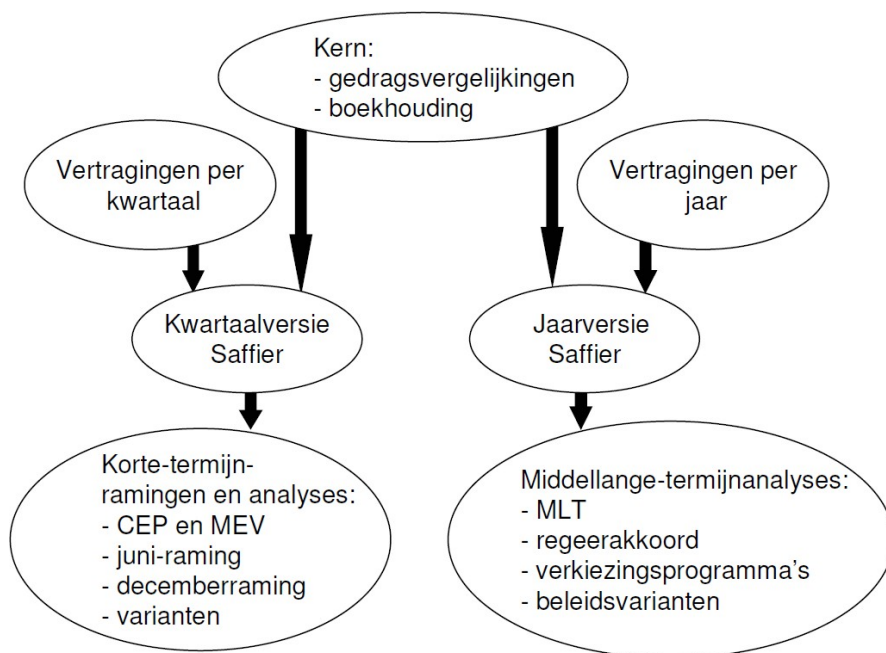 Kern:
- gedragsvergelijkingen
- boekhouding
Vertragingen per
kwartaal
Vertragingen per
jaar
Kwartaalversie
Saffier
Jaarversie
Saffier
Korte-termijn-
ramingen en analyses:
- CEP en MEV
- juni-raming
- decemberraming
- varianten
Middellange-termijnanalyses:
- MLT
- regeerakkoord
- verkiezingsprogramma's
- beleidsvarianten